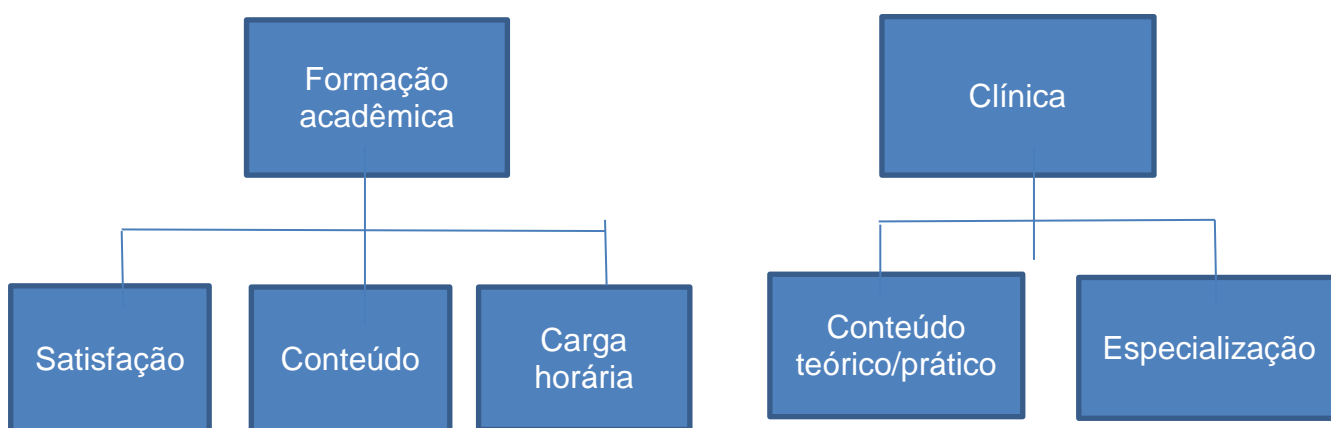 Formação
acadêmica
Clínica
Satisfação
Conteúdo
Carga
horária
Conteúdo
teórico/prático
Especialização